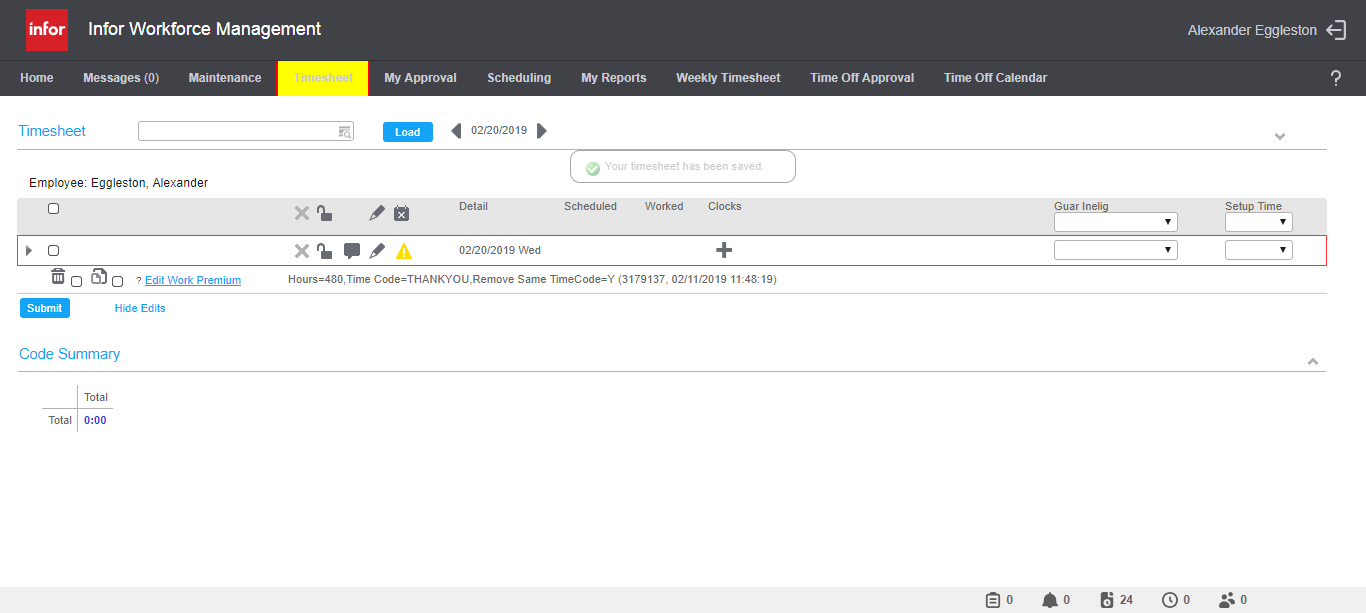 infor Infor Workforce Management Alexander Eggleston
Home Messages (0) Maintenance Timesheet My Approval Scheduling My Reports Weekly Timesheet Time Off Approval Time Off Calendar ?
Timesheet Load 02/20/2019
Your timesheet has been saved.
Employee: Eggleston, Alexander
Detail Scheduled Worked Clocks Guar Inelig Setup Time
02/20/2019 Wed
? Edit Work Premium Hours=480,Time Code=THANKYOU,Remove Same TimeCode=Y (3179137, 02/11/2019 11:48:19)
Submit Hide Edits
Code Summary
Total
Total 0:00
0 0 24 0 0